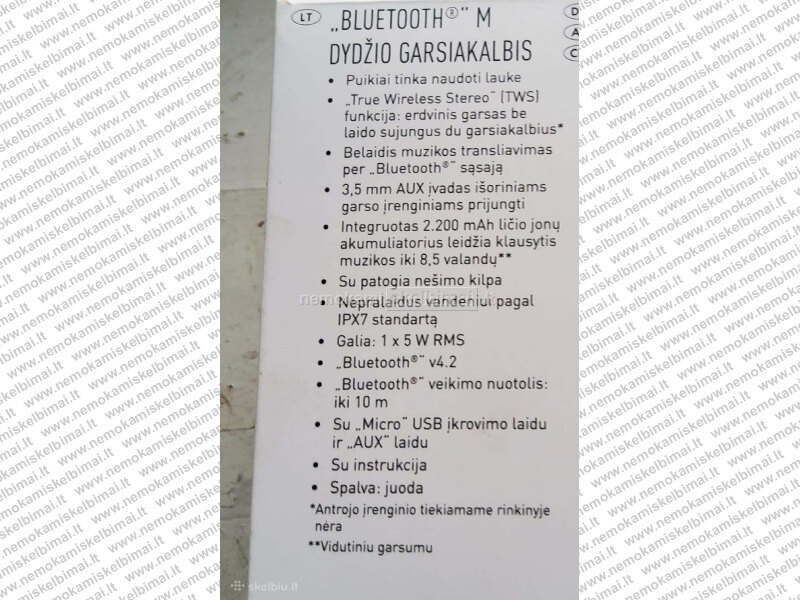 LT
„BLUETOOTH®“ M
DYDŽIO GARSIAKALBIS
• Puikiai tinka naudoti lauke
• „True Wireless Stereo“ (TWS)
funkcija: erdvinis garsas be
laido sujungus du garsiakalbius*
• Belaidis muzikos transliavimas
per „Bluetooth®“ sąsają
• 3,5 mm AUX įvadas išoriniams
garso įrenginiams prijungti
• Integruotas 2.200 mAh ličio jonų
akumuliatorius leidžia klausytis
muzikos iki 8,5 valandų**
• Su patogia nešimo kilpa
• Nepralaidus vandeniui pagal
IPX7 standartą
• Galia: 1 x 5 W RMS
• „Bluetooth®“ v4.2
• „Bluetooth®“ veikimo nuotolis:
iki 10 m
• Su „Micro“ USB įkrovimo laidu
ir „AUX“ laidu
• Su instrukcija
• Spalva: juoda
*Antrojo įrenginio tiekiamame rinkinyje
nėra
**Vidutiniu garsumu
skelbiu.lt
www.nemokamiskelbimai.lt